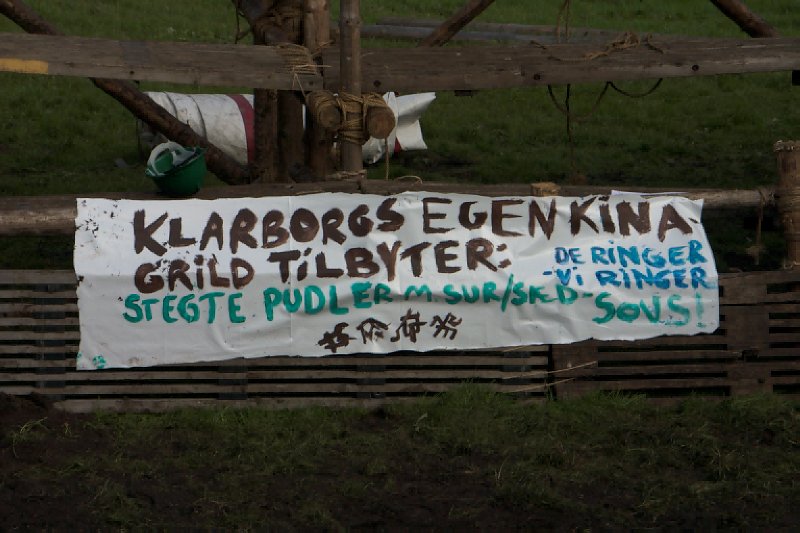 KLARBORGS EGEN KINA-
GRILD TILBYTER:
DE RINGER
-VI RINGER
STEGTE PUDLER M SUR/SØD-SOVS!